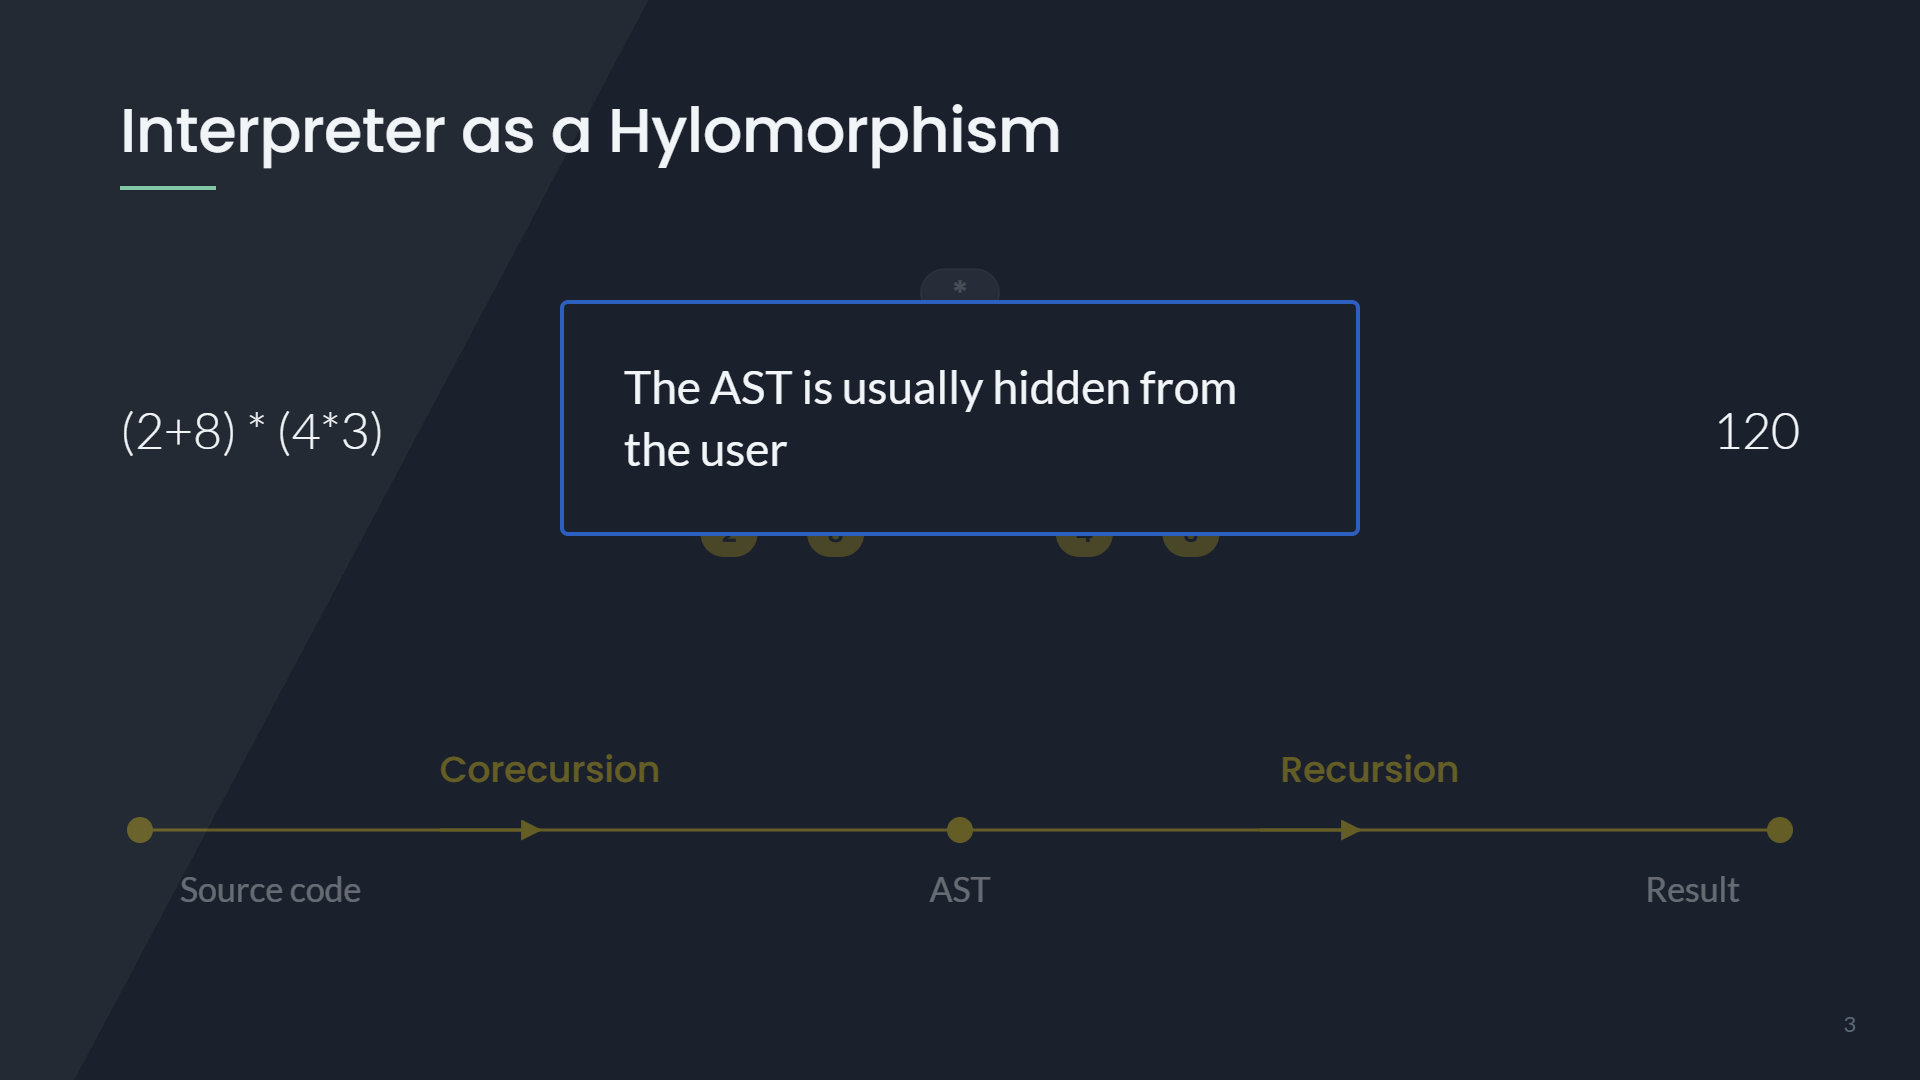 Interpreter as a Hylomorphism
*
The AST is usually hidden from
the user
(2+8) * (4*3)
120
Corecursion
Recursion
Source code
AST
Result
3